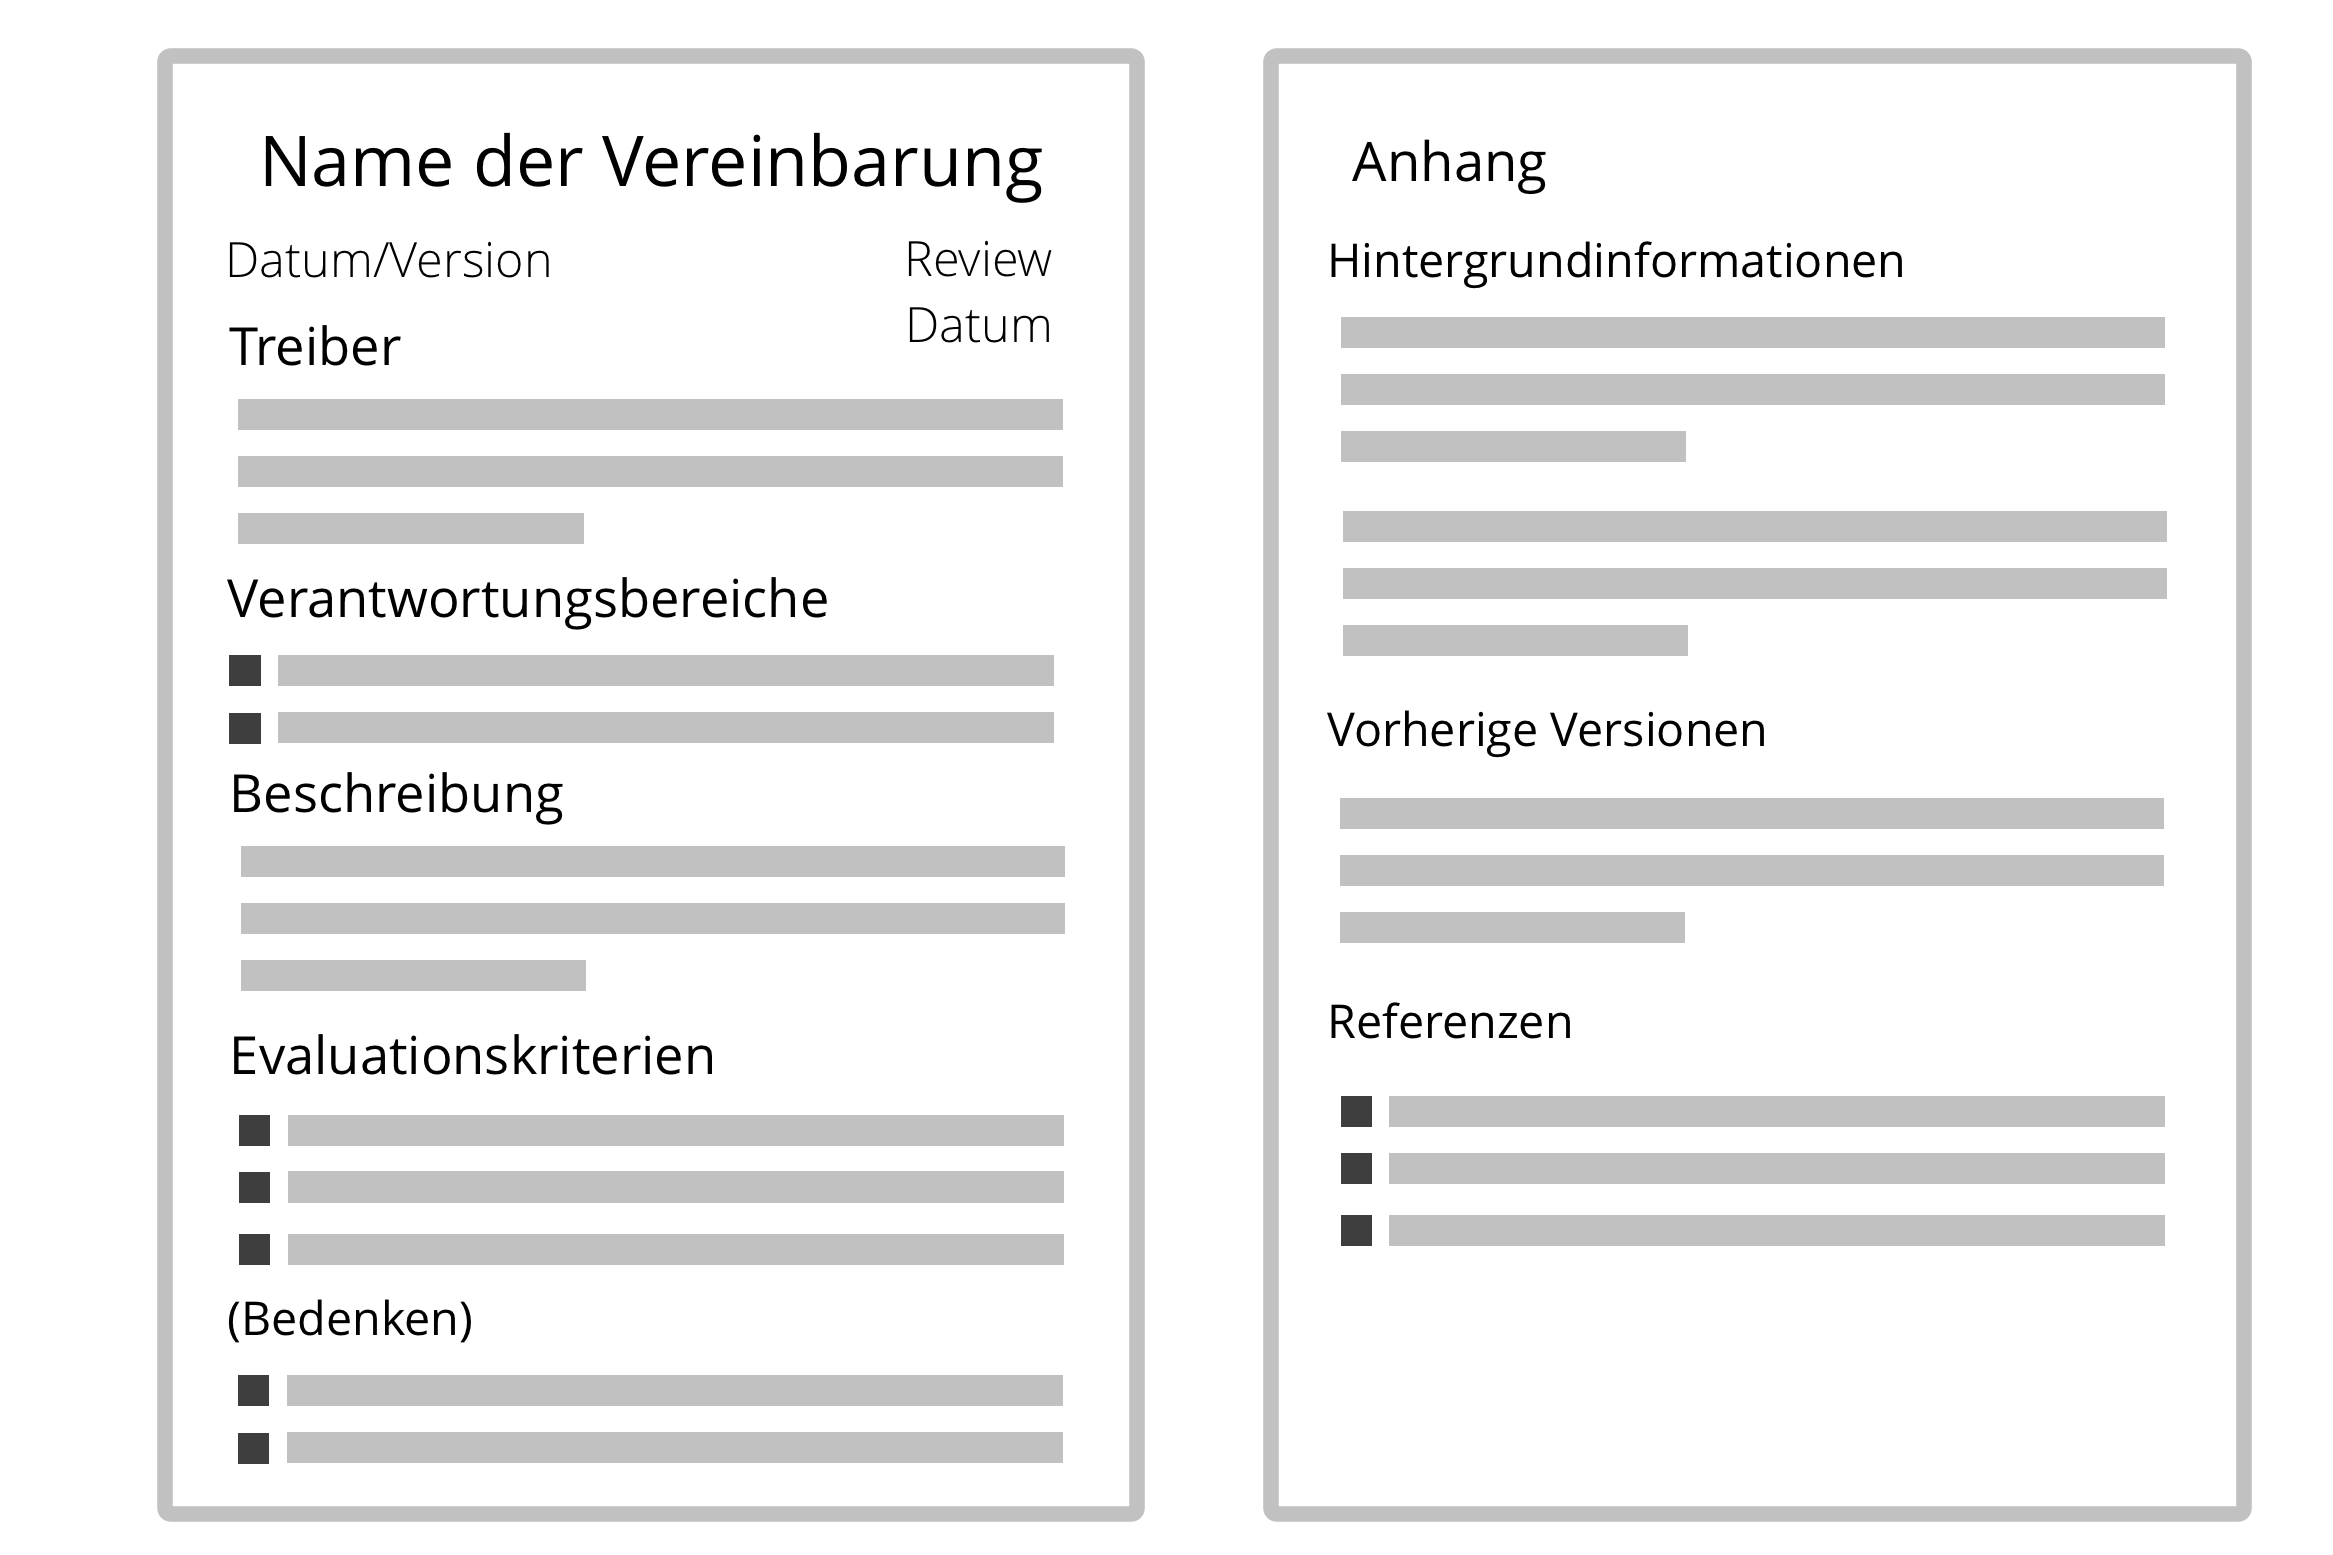 Name der Vereinbarung
Datum/Version
Review
Datum
Treiber
Verantwortungsbereiche
Beschreibung
Evaluationskriterien
(Bedenken)
Anhang
Hintergrundinformationen
Vorherige Versionen
Referenzen